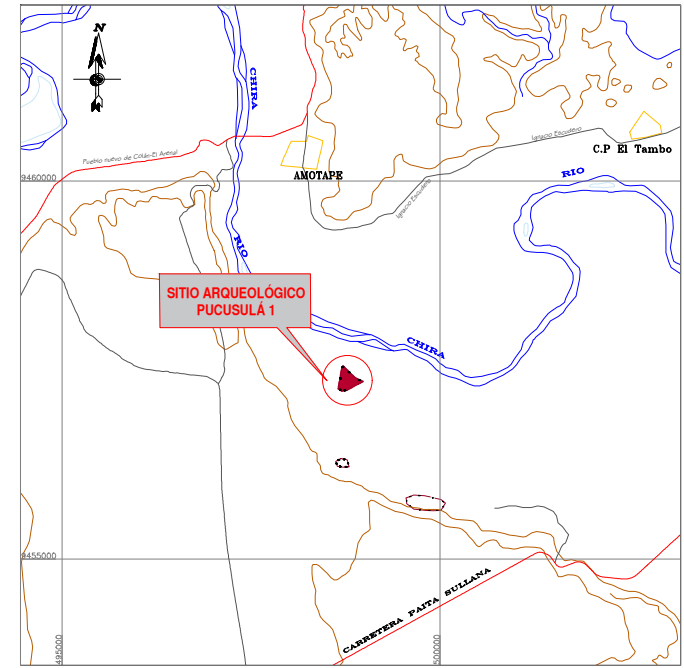 N
CHIRA
Pueblo nuevo de Colán-El Arenal
AMOTAPE
Ignacio Escudero
C.P El Tambo
9460000
RIO
Ignacio Escudero
RIO
SITIO ARQUEOLÓGICO
PUCUSULÁ 1
CHIRA
9455000
CARRETERA PAITA SULLANA
495000
500000